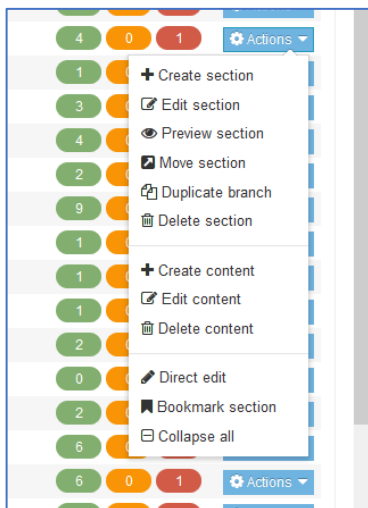 4 0 1 Actions
1
Create section
3
Edit section
Preview section
4
Move section
2
Duplicate branch
9
Delete section
1
1
Create content
1
Edit content
Delete content
2
0
Direct edit
2
Bookmark section
6
Collapse all
6 0 1 Actions